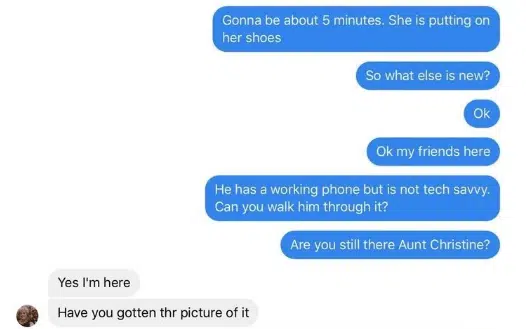 Gonna be about 5 minutes. She is putting on
her shoes
So what else is new?
Ok
Ok my friends here
He has a working phone but is not tech savvy.
Can you walk him through it?
Are you still there Aunt Christine?
Yes I'm here
Have you gotten thr picture of it